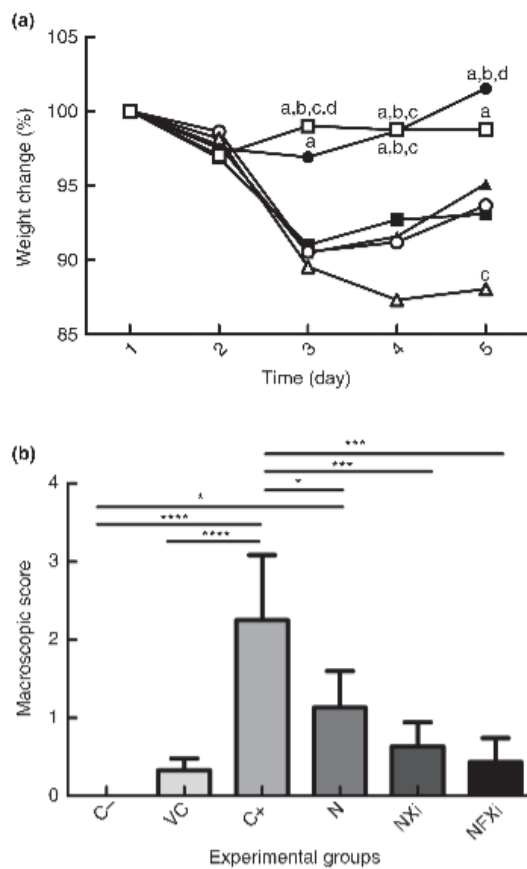 (a)
105
100
95
90
85
Weight change (%)
a,b,c.d
a
a,b,c
a,b,c
a,b,d
a
c
1 2 3 4 5
Time (day)
(b)
4
3
2
1
0
Macroscopic score
***
***
*
*
****
****
C– VC C+ N NXi NFXi
Experimental groups